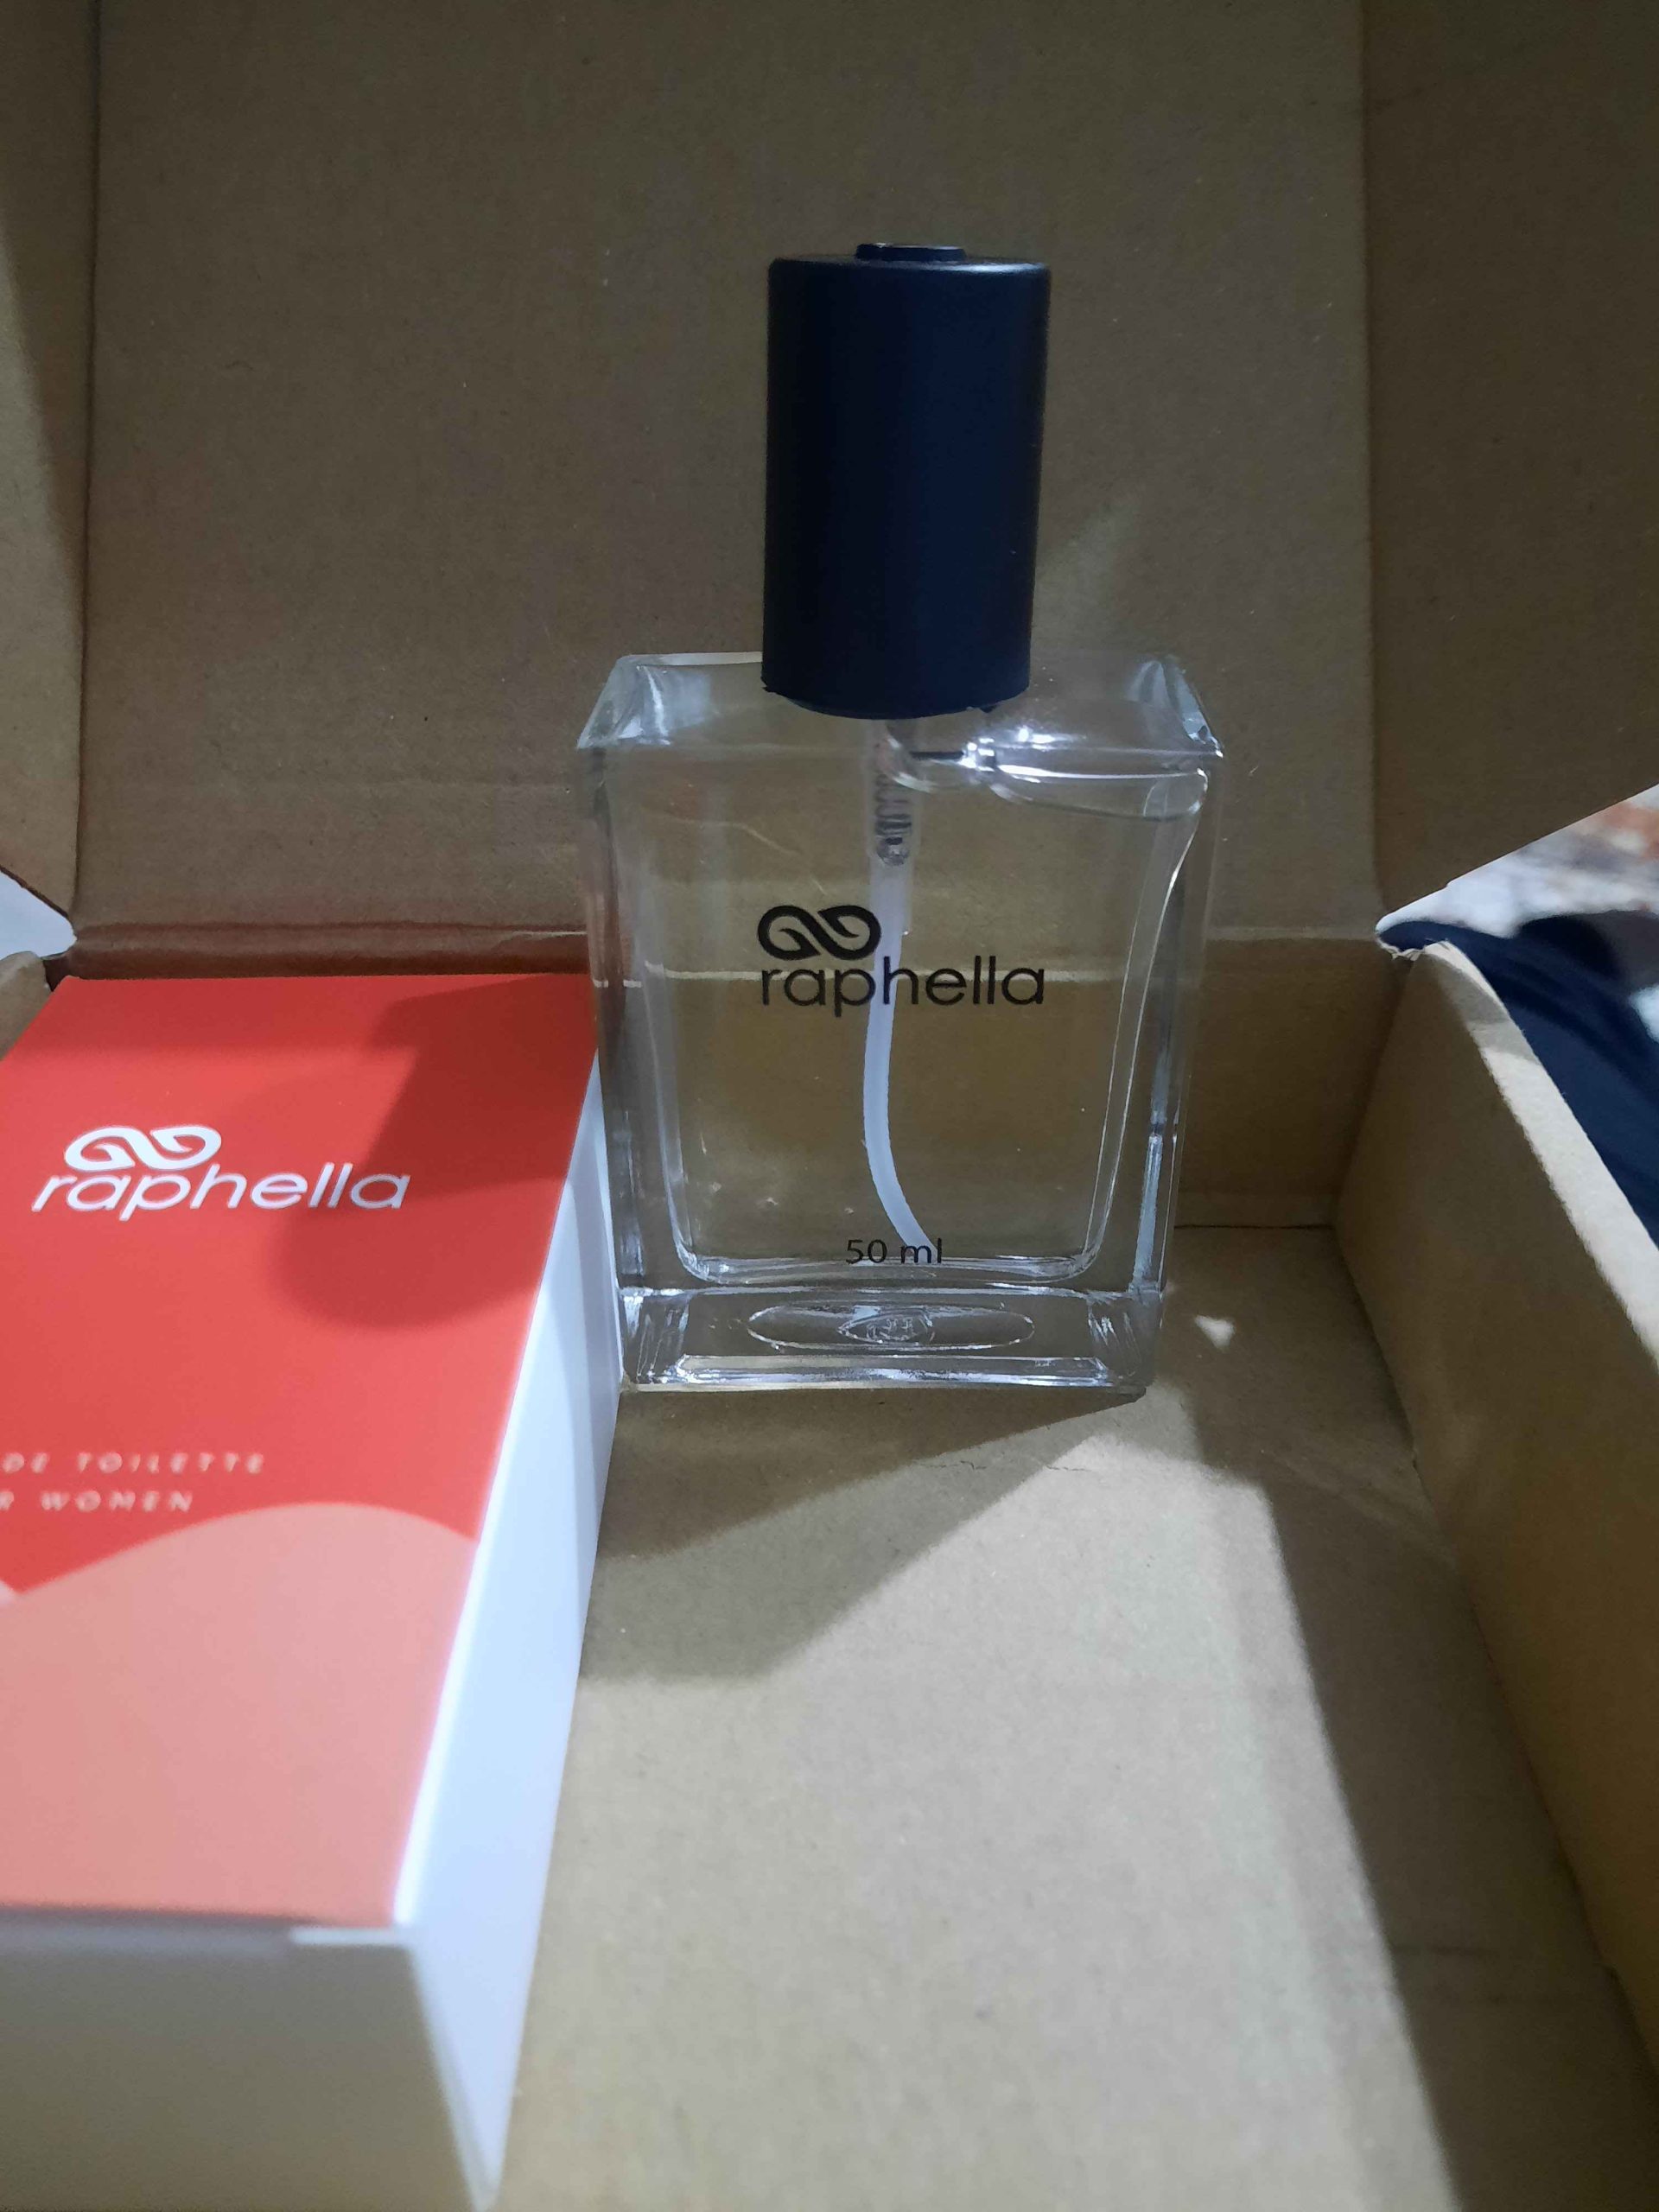 raphella
50 ml
raphella
DE TOILETTE
WOMEN